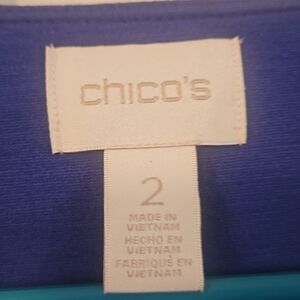 chico's
2
MADE IN
VIETNAM
HECHO EN
VIETNAM
FABRIQUÉ EN
VIETNAM